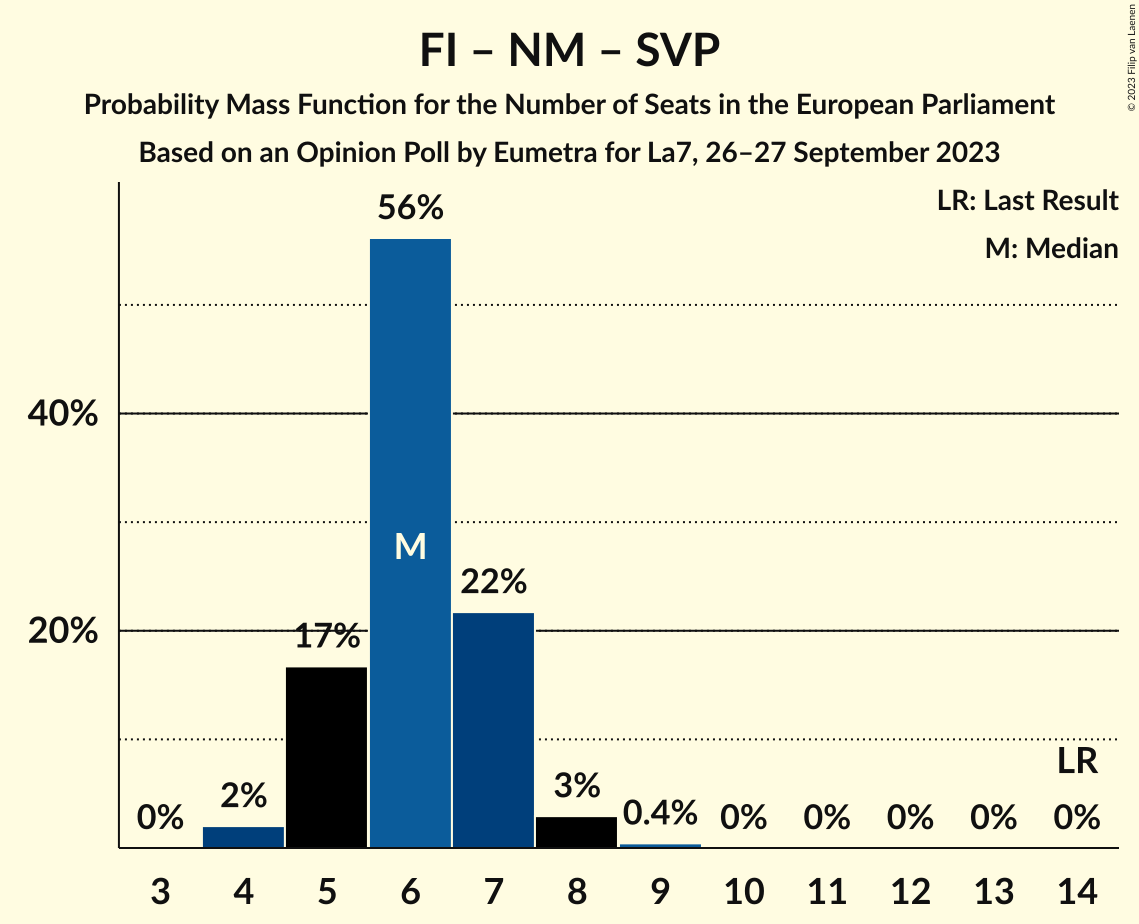 FI – NM – SVP
Probability Mass Function for the Number of Seats in the European Parliament
Based on an Opinion Poll by Eumetra for La7, 26–27 September 2023
© 2023 Filip van Laenen
LR: Last Result
M: Median
56%
40%
M
22%
20%
17%
LR
0%
2%
3%
0.4%
0%
0%
0%
0%
0%
3 4 5 6 7 8 9 10 11 12 13 14